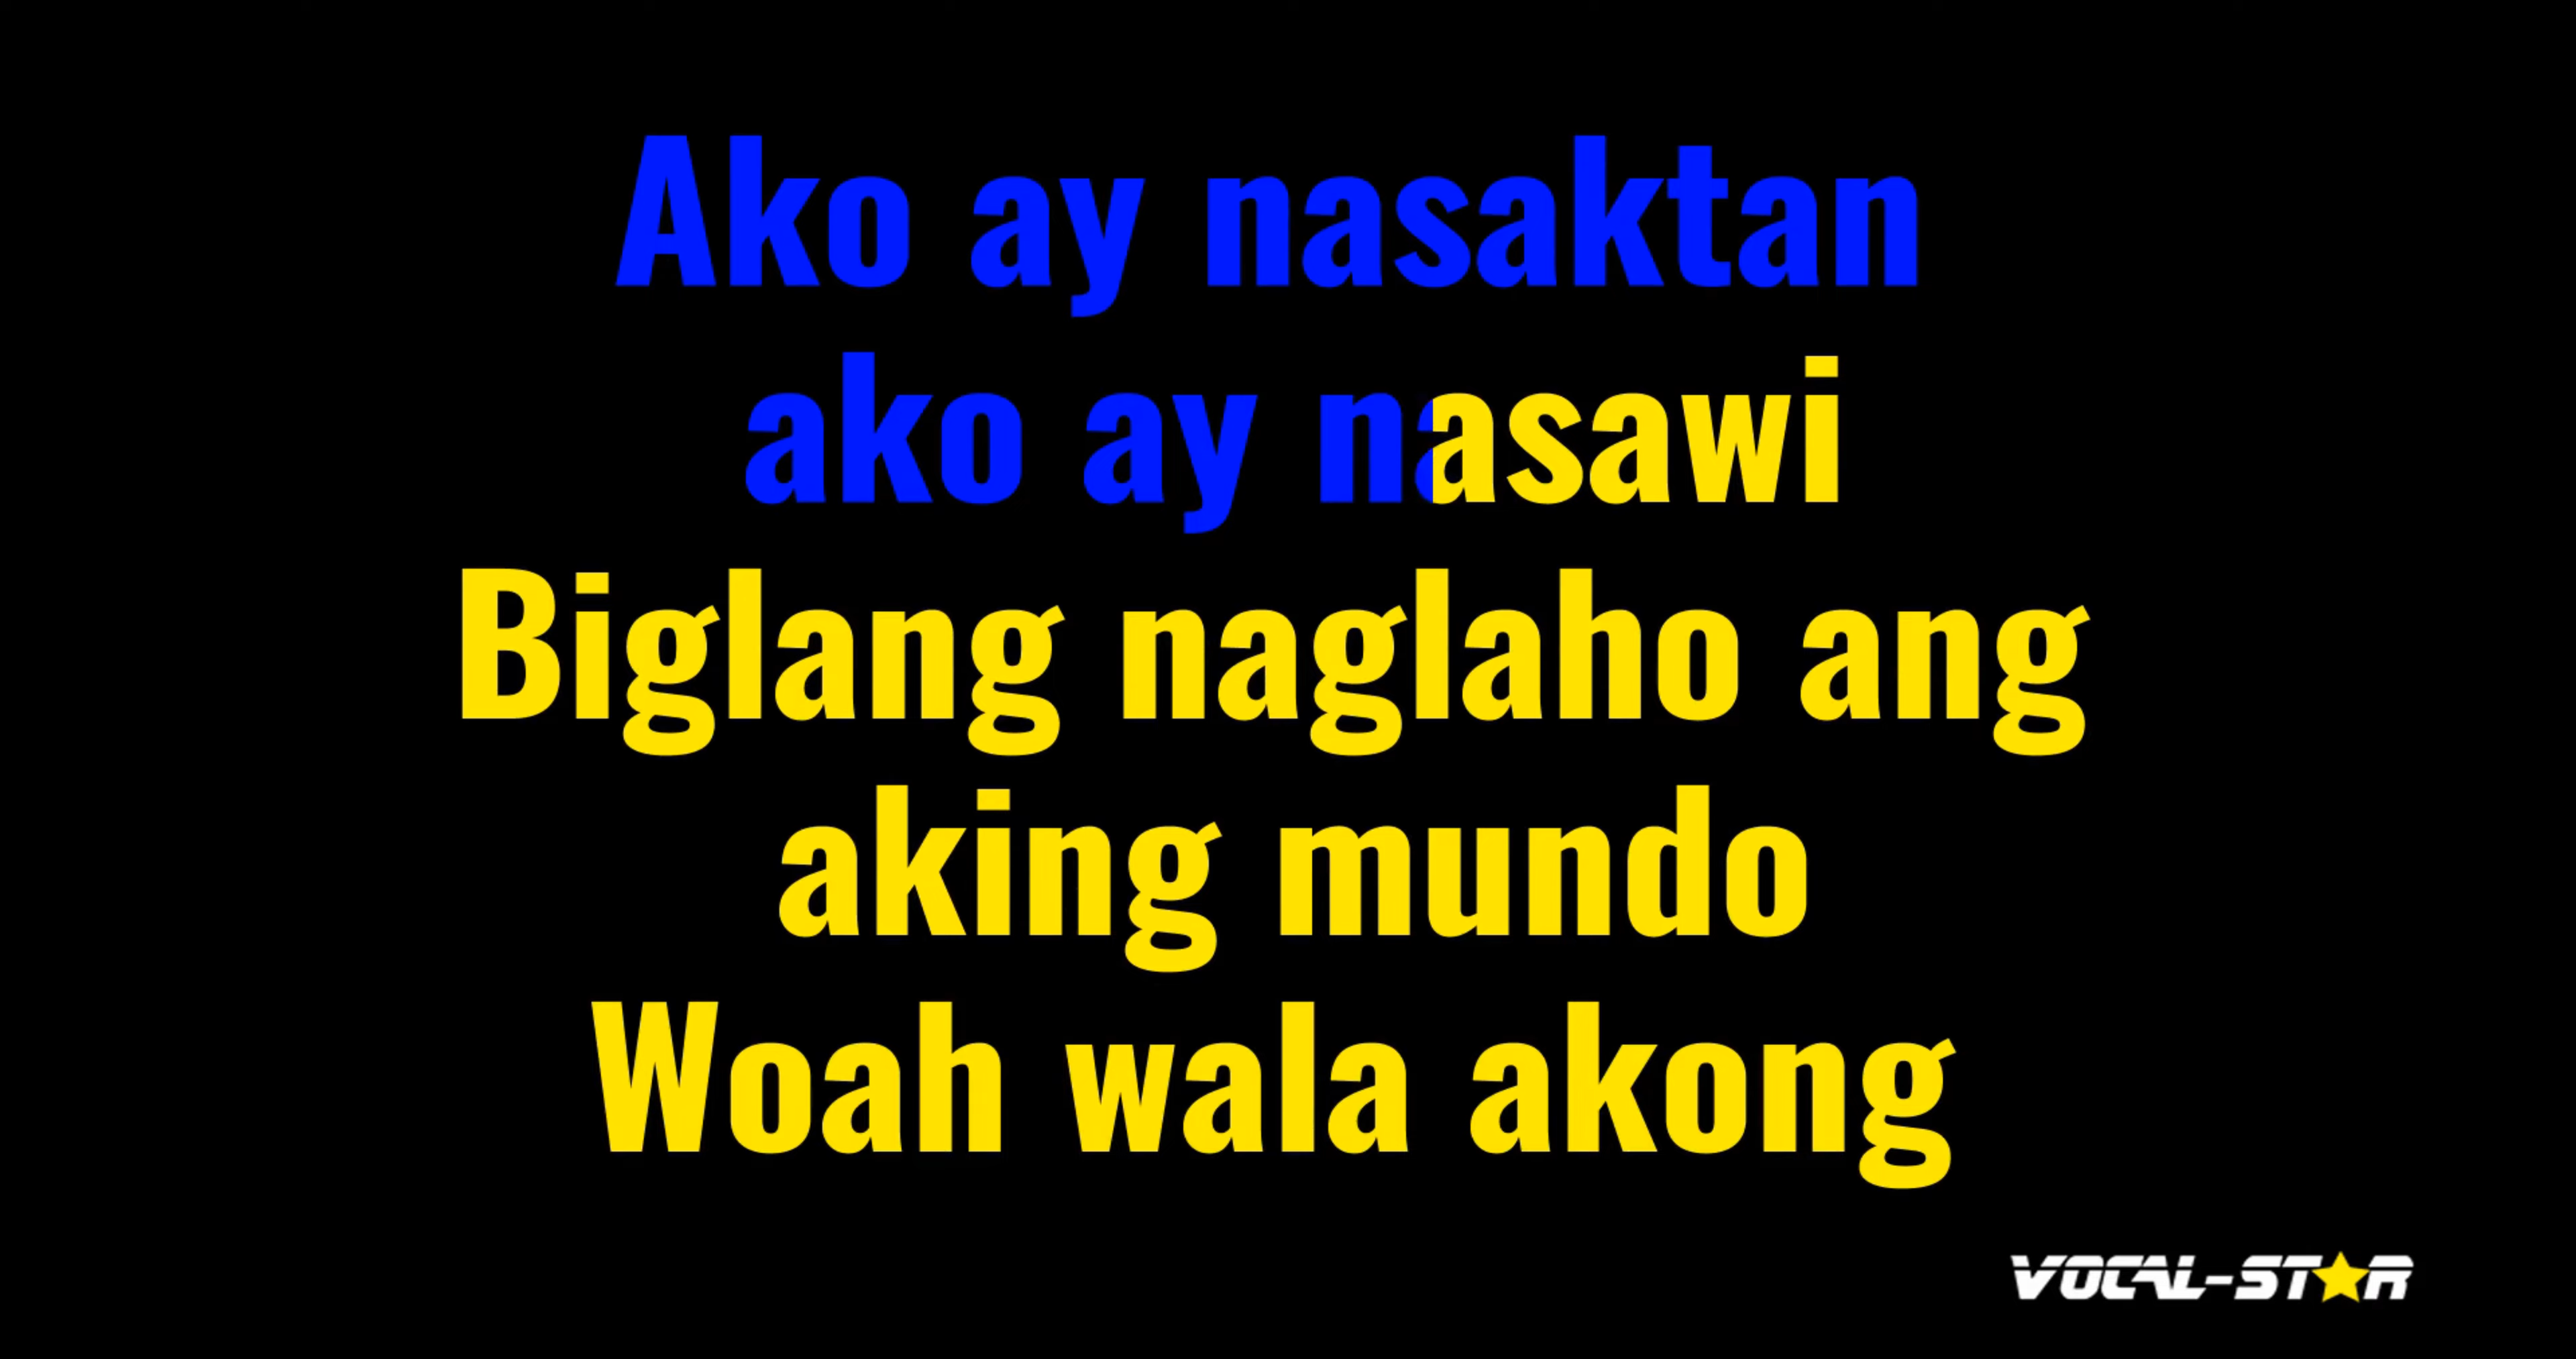 Ako ay nasaktan
ako ay nasawi
Biglang naglaho ang
aking mundo
Woah wala akong
VOCAL-STAR